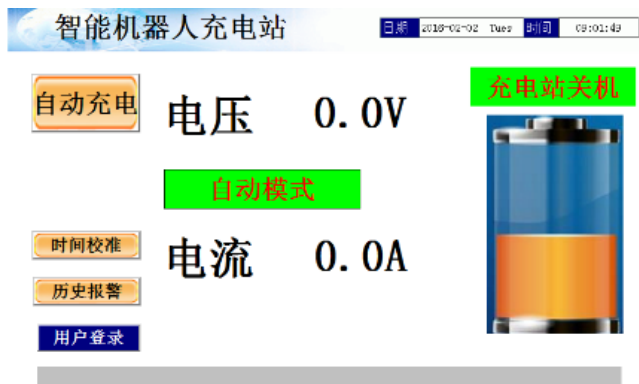 智能机器人充电站
日期 2016-02-02 Tues 时间 09:01:49
自动充电
电压 0.0V
充电站关机
自动模式
时间校准
电流 0.0A
历史报警
用户登录